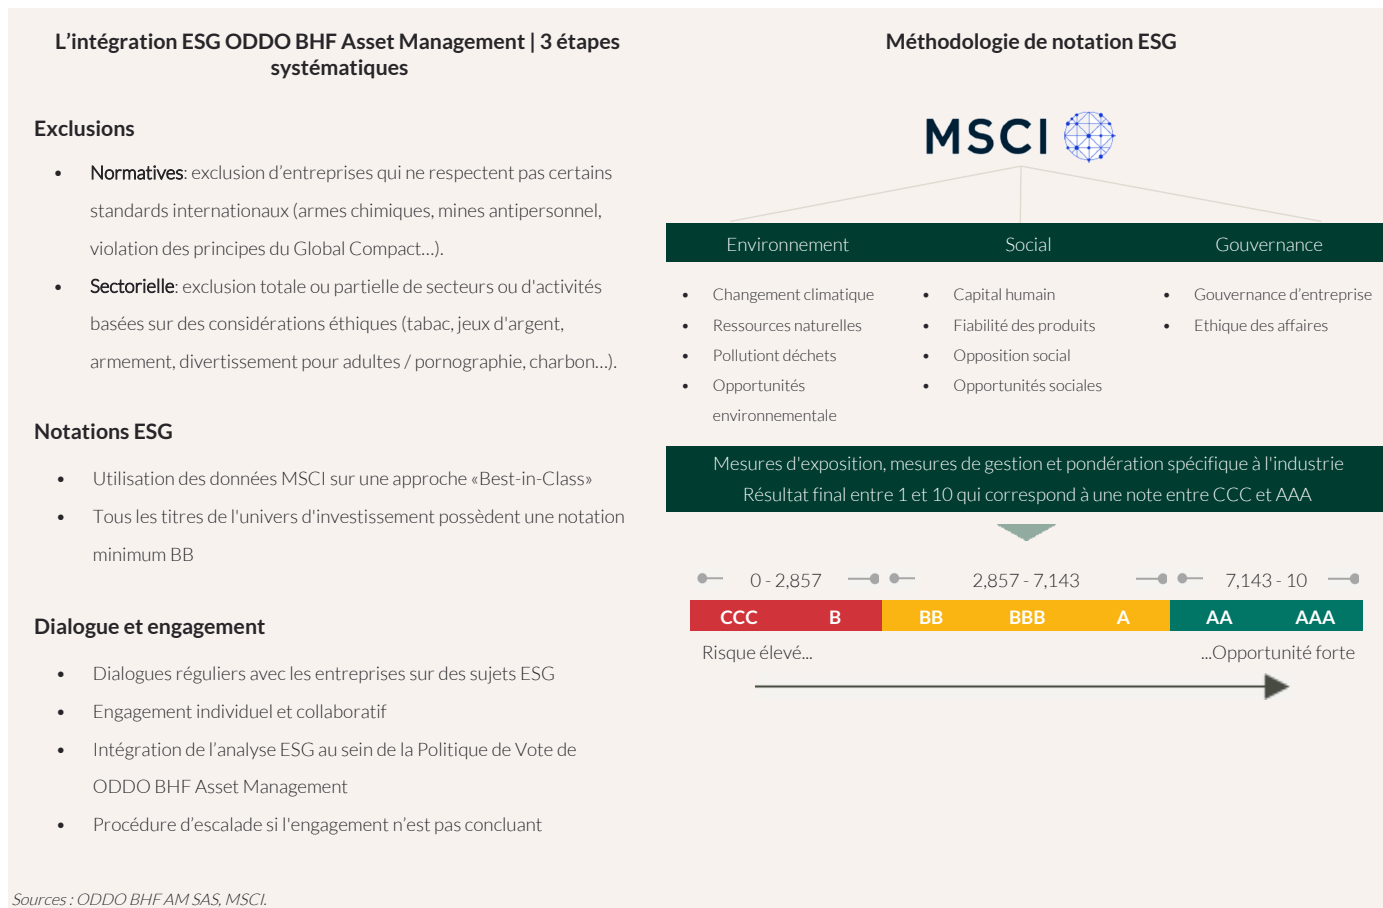 L’intégration ESG ODDO BHF Asset Management | 3 étapes
systématiques
Exclusions
• Normatives: exclusion d’entreprises qui ne respectent pas certains
standards internationaux (armes chimiques, mines antipersonnel,
violation des principes du Global Compact…).
• Sectorielle: exclusion totale ou partielle de secteurs ou d'activités
basées sur des considérations éthiques (tabac, jeux d'argent,
armement, divertissement pour adultes / pornographie, charbon…).
Notations ESG
• Utilisation des données MSCI sur une approche «Best-in-Class»
• Tous les titres de l'univers d'investissement possèdent une notation
minimum BB
Dialogue et engagement
• Dialogues réguliers avec les entreprises sur des sujets ESG
• Engagement individuel et collaboratif
• Intégration de l’analyse ESG au sein de la Politique de Vote de
ODDO BHF Asset Management
• Procédure d’escalade si l'engagement n’est pas concluant
Méthodologie de notation ESG
MSCI
Environnement
• Changement climatique
• Ressources naturelles
• Pollutiont déchets
• Opportunités
environnementale
Social
• Capital humain
• Fiabilité des produits
• Opposition social
• Opportunités sociales
Gouvernance
• Gouvernance d’entreprise
• Ethique des affaires
Mesures d'exposition, mesures de gestion et pondération spécifique à l'industrie
Résultat final entre 1 et 10 qui correspond à une note entre CCC et AAA
0 - 2,857 2,857 - 7,143 7,143 - 10
CCC B BB BBB A AA AAA
Risque élevé... ...Opportunité forte
Sources : ODDO BHF AM SAS, MSCI.